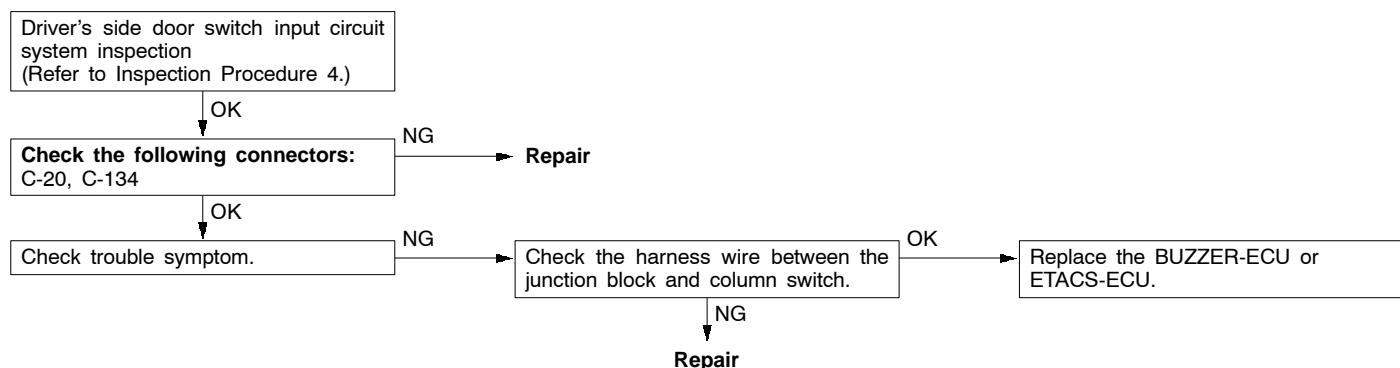 Driver's side door switch input circuit
system inspection
(Refer to Inspection Procedure 4.)
OK
Check the following connectors:
C-20, C-134
NG
Repair
OK
Check trouble symptom.
NG
Check the harness wire between the
junction block and column switch.
OK
Replace the BUZZER-ECU or
ETACS-ECU.
NG
Repair